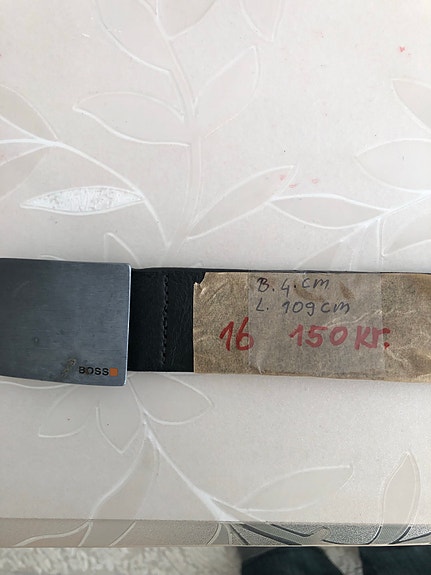 B. 4. cm
L. 109 cm
16 150 kr.
BOSS